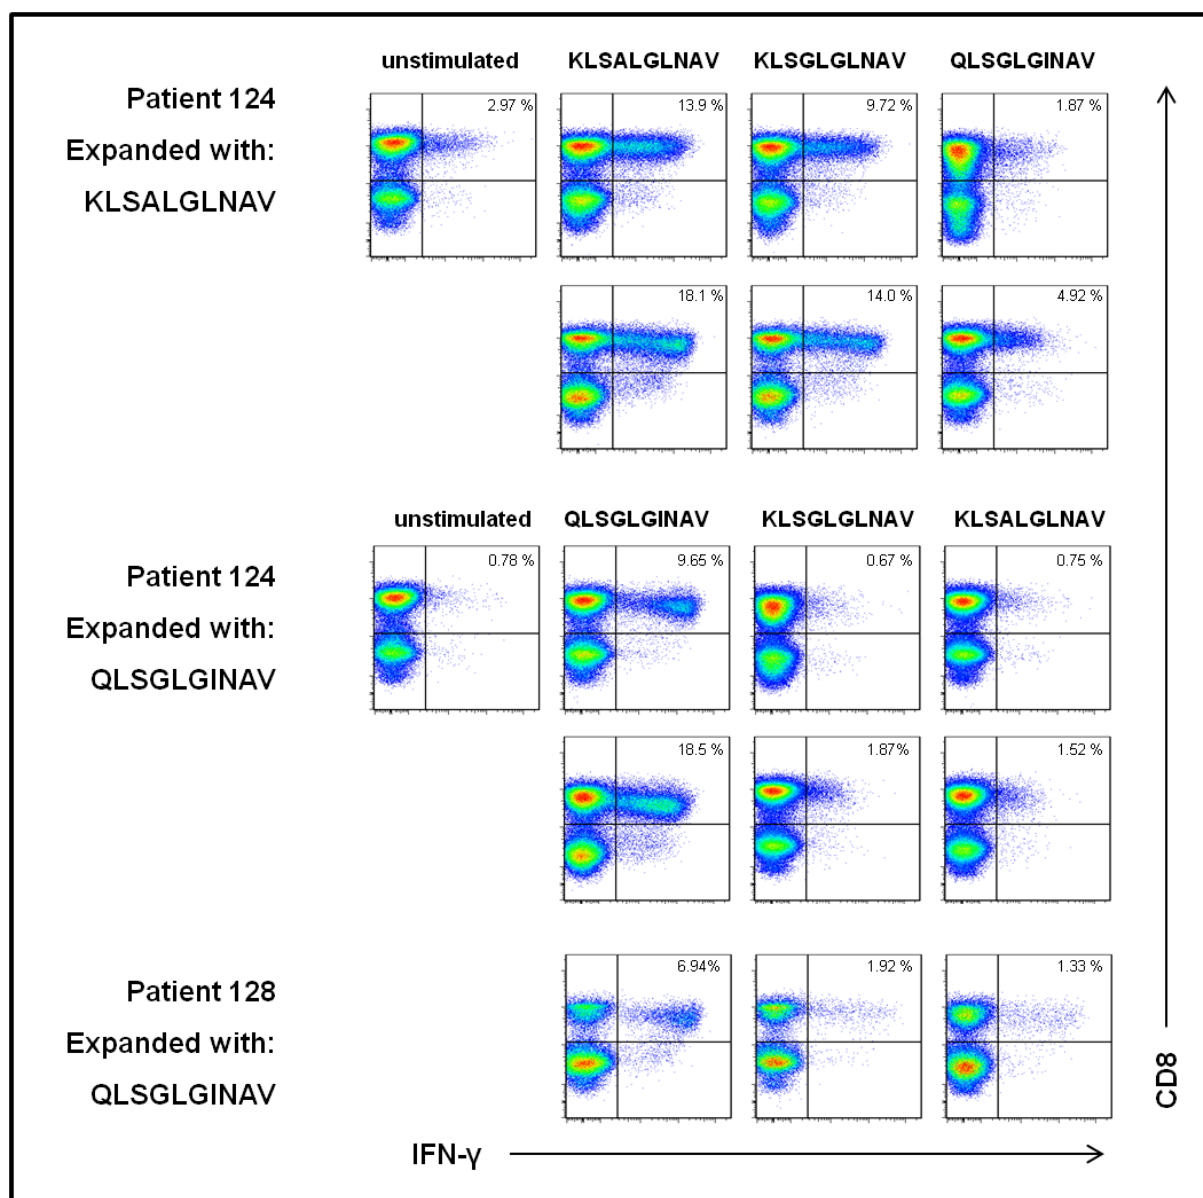 unstimulated KLSALGLNAV KLSGLGLNAV QLSGLGINAV
Patient 124
Expanded with:
KLSALGLNAV
2.97 % 13.9 % 9.72 % 1.87 %
18.1 % 14.0 % 4.92 %
unstimulated QLSGLGINAV KLSGLGLNAV KLSALGLNAV
Patient 124
Expanded with:
QLSGLGINAV
0.78 % 9.65 % 0.67 % 0.75 %
18.5 % 1.87% 1.52 %
Patient 128
Expanded with:
QLSGLGINAV
6.94% 1.92 % 1.33 %
CD8
IFN-γ